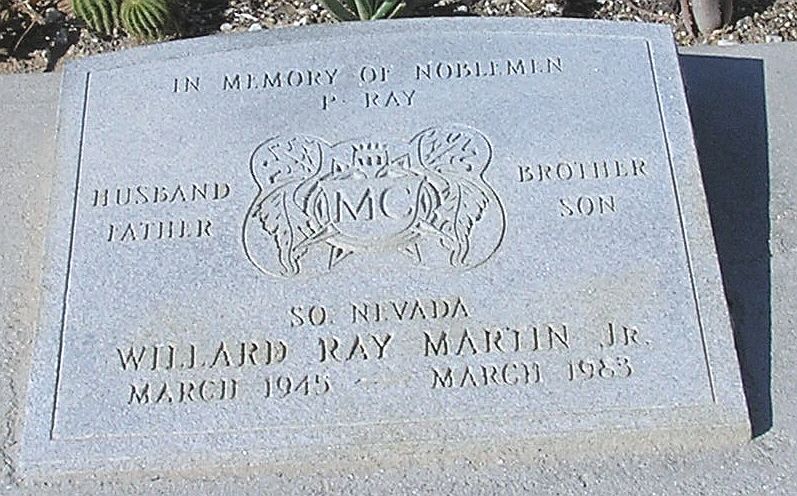 IN MEMORY OF NOBLEMEN
P. RAY
HUSBAND
FATHER
MC
BROTHER
SON
SO. NEVADA
WILLARD RAY MARTIN JR.
MARCH 1945 — MARCH 1983